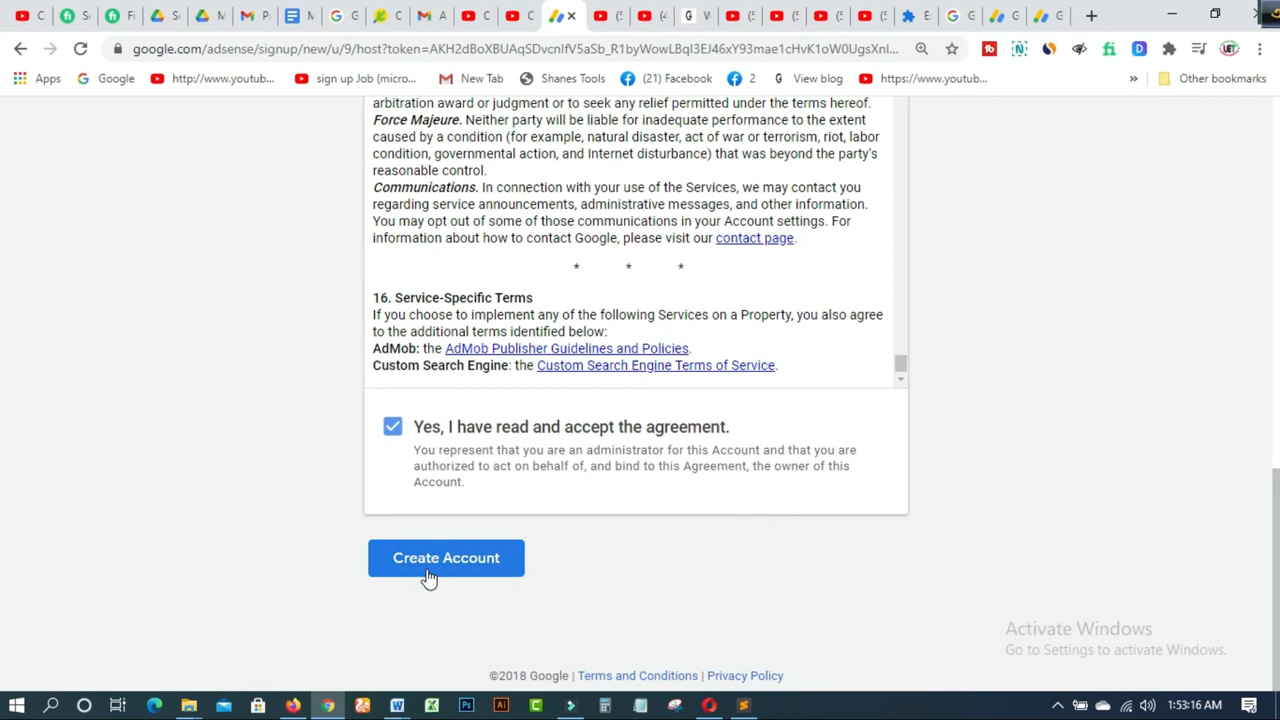 S
Fi
S
M
P
M
G
C
A
C
C
(5
(4
V
(5
(5
(5
(5
E
G
G
G
google.com/adsense/signup/new/u/9/host?token=AKH2dBoXBUAqSDvcnIfV5aSb_R1byWowLBqI3EJ46xY93mae1cHvK1oW0UgsXnI...
Apps Google http://www.youtub... sign up Job (micro... New Tab Shanes Tools (21) Facebook 2 View blog https://www.youtub... » Other bookmarks
arbitration award or judgment or to seek any relief permitted under the terms hereof.
Force Majeure. Neither party will be liable for inadequate performance to the extent
caused by a condition (for example, natural disaster, act of war or terrorism, riot, labor
condition, governmental action, and Internet disturbance) that was beyond the party's
reasonable control.
Communications. In connection with your use of the Services, we may contact you
regarding service announcements, administrative messages, and other information.
You may opt out of some of those communications in your Account settings. For
information about how to contact Google, please visit our contact page.
* * *
16. Service-Specific Terms
If you choose to implement any of the following Services on a Property, you also agree
to the additional terms identified below:
AdMob: the AdMob Publisher Guidelines and Policies.
Custom Search Engine: the Custom Search Engine Terms of Service.
Yes, I have read and accept the agreement.
You represent that you are an administrator for this Account and that you are
authorized to act on behalf of, and bind to this Agreement, the owner of this
Account.
Create Account
Activate Windows
Go to Settings to activate Windows.
©2018 Google | Terms and Conditions | Privacy Policy
1:53:16 AM